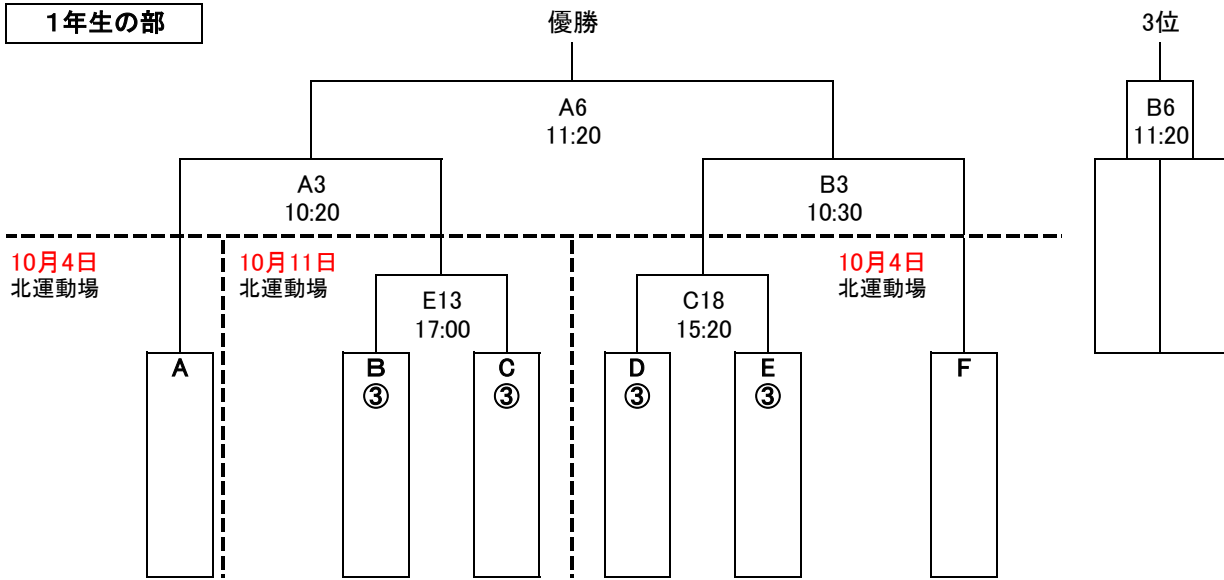 1年生の部
優勝
3位
A6
11:20
B6
11:20
A3
10:20
B3
10:30
10月4日
北運動場
10月11日
北運動場
10月4日
北運動場
E13
17:00
C18
15:20
A
B
③
C
③
D
③
E
③
F